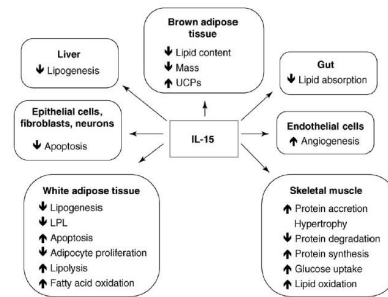 Brown adipose
tissue
↓ Lipid content
↓ Mass
↑ UCPs
Liver
↓ Lipogenesis
Gut
↓ Lipid absorption
Epithelial cells,
fibroblasts, neurons
↓ Apoptosis
IL-15
Endothelial cells
↑ Angiogenesis
White adipose tissue
↓ Lipogenesis
↓ LPL
↑ Apoptosis
↓ Adipocyte proliferation
↑ Lipolysis
↑ Fatty acid oxidation
Skeletal muscle
↑ Protein accretion
Hypertrophy
↓ Protein degradation
↑ Protein synthesis
↑ Glucose uptake
↑ Lipid oxidation